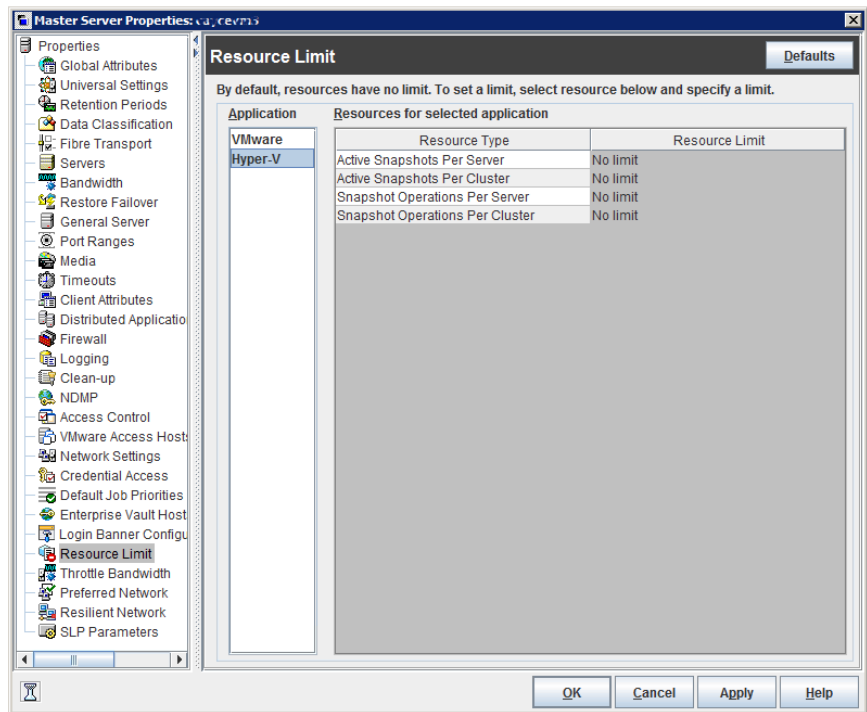 Master Server Properties:
Properties
Global Attributes
Universal Settings
Retention Periods
Data Classification
Fibre Transport
Servers
Bandwidth
Restore Failover
General Server
Port Ranges
Media
Timeouts
Client Attributes
Distributed Applicatio
Firewall
Logging
Clean-up
NDMP
Access Control
VMware Access Hosts
Network Settings
Credential Access
Default Job Priorities
Enterprise Vault Host
Login Banner Configu
Resource Limit
Throttle Bandwidth
Preferred Network
Resilient Network
SLP Parameters
Resource Limit
Defaults
By default, resources have no limit. To set a limit, select resource below and specify a limit.
Application
VMware
Hyper-V
Resources for selected application
Resource Type Resource Limit
Active Snapshots Per Server No limit
Active Snapshots Per Cluster No limit
Snapshot Operations Per Server No limit
Snapshot Operations Per Cluster No limit
OK Cancel Apply Help